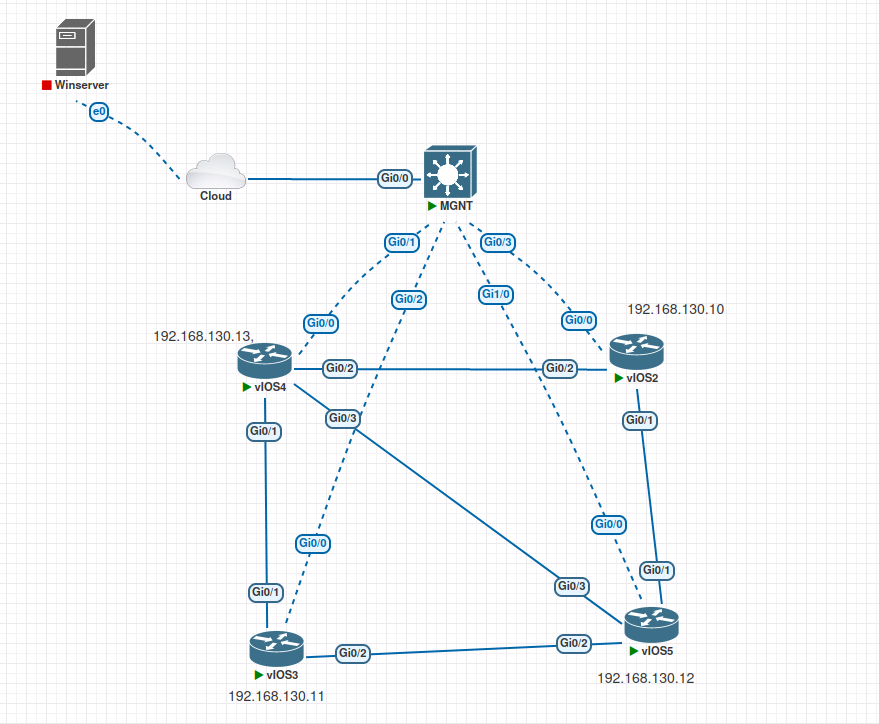 Winserver
e0
Cloud
Gi0/0
MGNT
Gi0/1
Gi0/3
Gi0/2
Gi1/0
192.168.130.10
Gi0/0
Gi0/0
192.168.130.13,
Gi0/2
Gi0/2
vIOS4
vIOS2
Gi0/3
Gi0/1
Gi0/1
Gi0/0
Gi0/0
Gi0/1
Gi0/3
Gi0/1
Gi0/2
Gi0/2
vIOS3
vIOS5
192.168.130.11
192.168.130.12